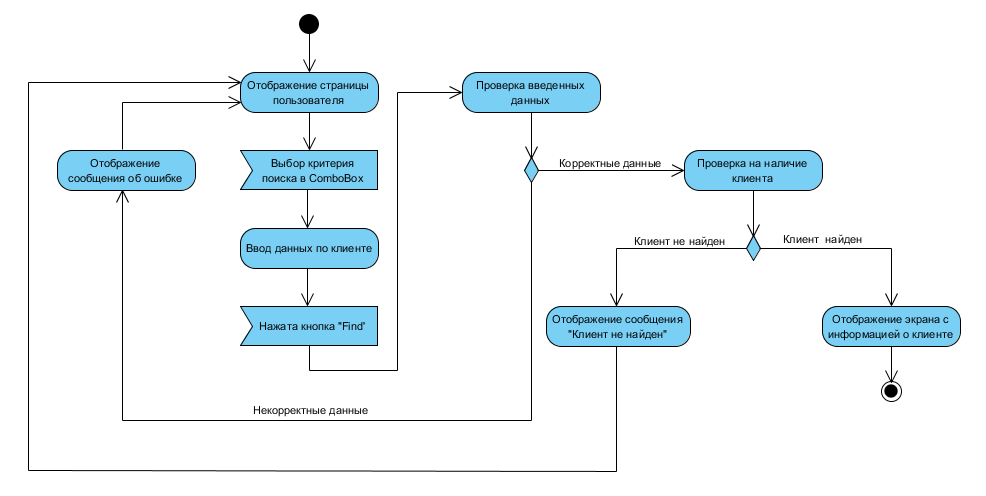 Отображение страницы
пользователя
Проверка введенных
данных
Отображение
сообщения об ошибке
Выбор критерия
поиска в ComboBox
Корректные данные
Проверка на наличие
клиента
Ввод данных по клиенте
Клиент не найден
Клиент найден
Нажата кнопка "Find"
Отображение сообщения
"Клиент не найден"
Отображение экрана с
информацией о клиенте
Некорректные данные